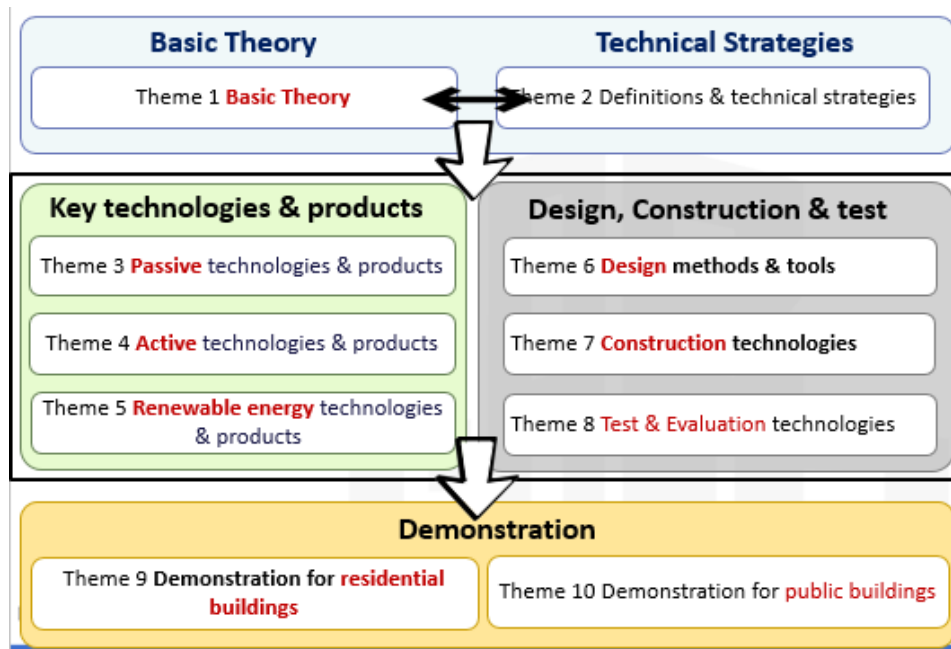 Basic Theory
Technical Strategies
Theme 1 Basic Theory
Theme 2 Definitions & technical strategies
Key technologies & products
Theme 3 Passive technologies & products
Theme 4 Active technologies & products
Theme 5 Renewable energy technologies
& products
Design, Construction & test
Theme 6 Design methods & tools
Theme 7 Construction technologies
Theme 8 Test & Evaluation technologies
Demonstration
Theme 9 Demonstration for residential
buildings
Theme 10 Demonstration for public buildings